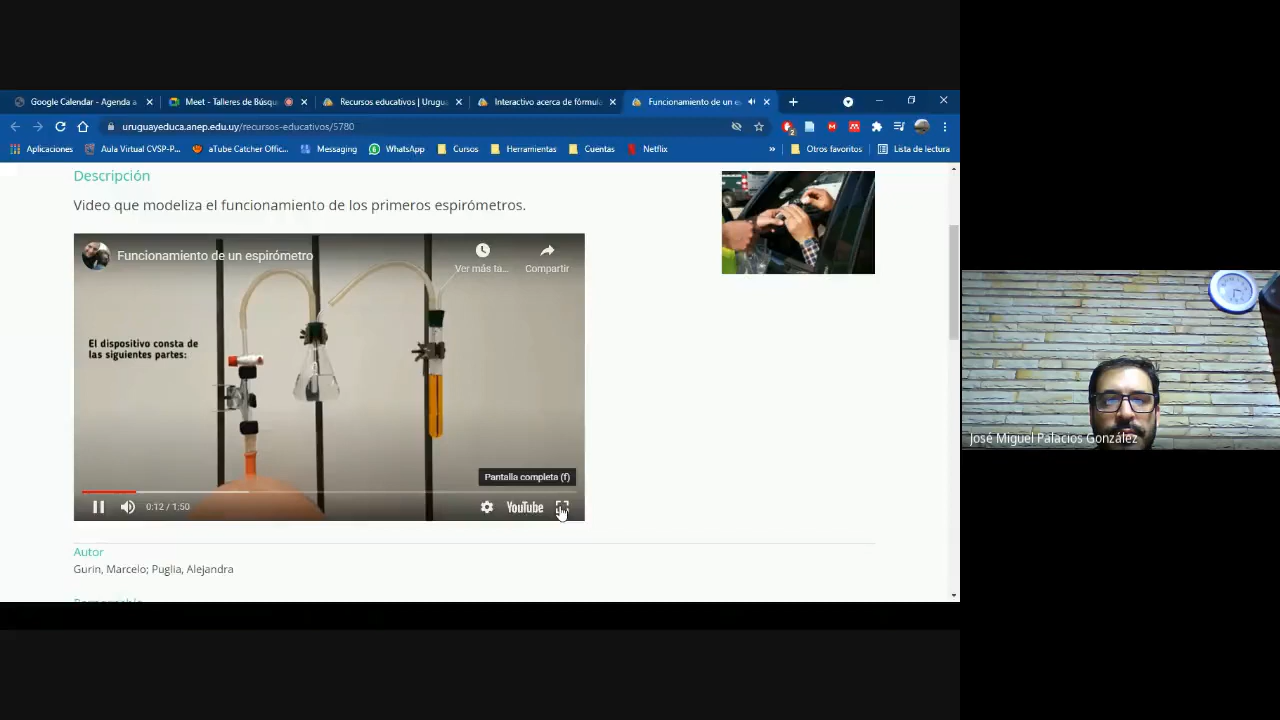 Google Calendar - Agenda a
Meet - Talleres de Búsqu
Recursos educativos | Urugu
Interactivo acerca de fórmulo
Funcionamiento de un e
uruguayeduca.anep.edu.uy/recursos-educativos/5780
Aplicaciones
Aula Virtual CVSP-P...
aTube Catcher Offic...
Messaging
WhatsApp
Cursos
Herramientas
Cuentas
Netflix
»
Otros favoritos
Lista de lectura
Descripción
Video que modeliza el funcionamiento de los primeros espirómetros.
Funcionamiento de un espirómetro
Ver más ta...
Compartir
El dispositivo consta de
las siguientes partes:
Pantalla completa (f)
0:12 / 1:50
YouTube
Autor
Gurin, Marcelo; Puglia, Alejandra
José Miguel Palacios González